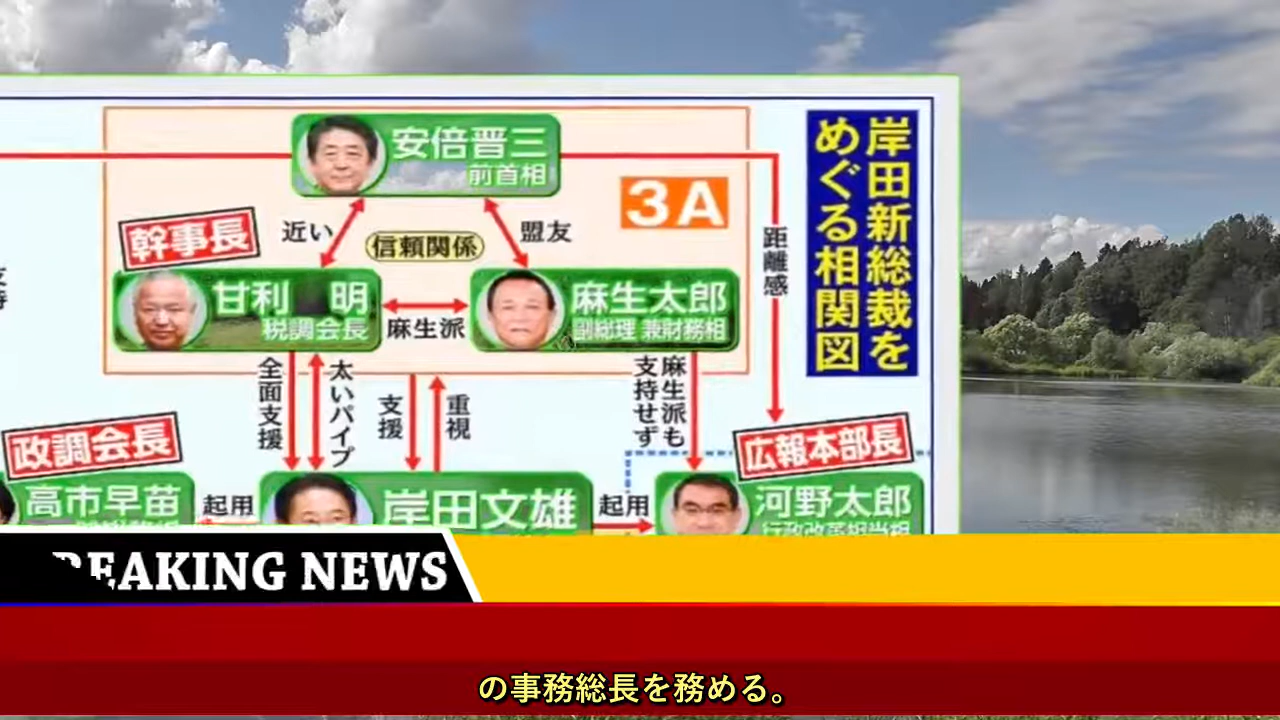 岸田新総裁を
めぐる相関図
安倍晋三
前首相
3A
幹事長
近い
信頼関係
盟友
距離感
甘利 明
税調会長
麻生派
麻生太郎
副総理 兼財務相
全面支援
太いパイプ
支援
重視
麻生派も
支持せず
政調会長
広報本部長
高市早苗
起用
岸田文雄
起用
河野太郎
行政改革担当相
BREAKING NEWS
の事務総長を務める。